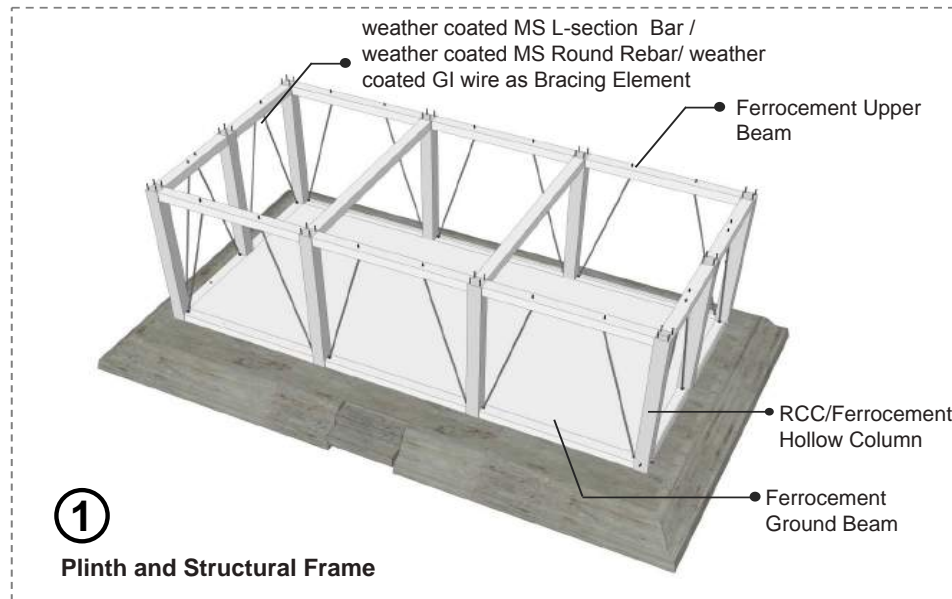 weather coated MS L-section Bar /
weather coated MS Round Rebar/ weather
coated GI wire as Bracing Element
Ferrocement Upper
Beam
RCC/Ferrocement
Hollow Column
Ferrocement
Ground Beam
1
Plinth and Structural Frame